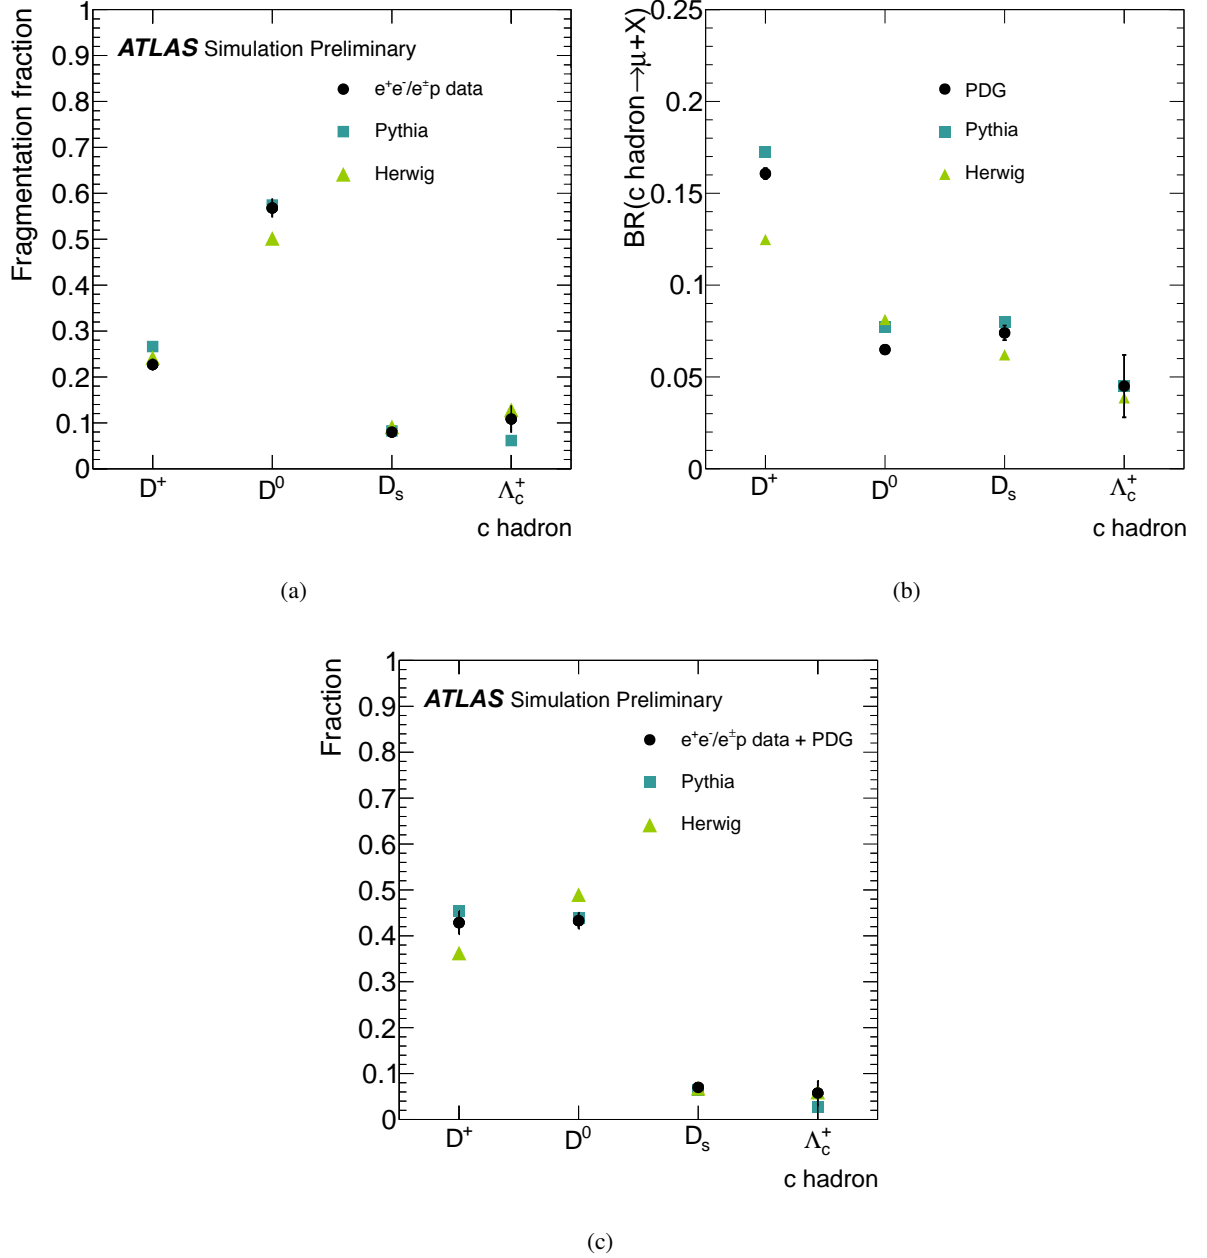 ATLAS Simulation Preliminary
Fragmentation fraction
1
0.9
0.8
0.7
0.6
0.5
0.4
0.3
0.2
0.1
0
e⁺e⁻/e±p data
Pythia
Herwig
D⁺ D⁰ Dₛ Λc⁺
c hadron
(a)
BR(c hadron→μ+X)
0.25
0.2
0.15
0.1
0.05
0
PDG
Pythia
Herwig
D⁺ D⁰ Dₛ Λc⁺
c hadron
(b)
ATLAS Simulation Preliminary
Fraction
1
0.9
0.8
0.7
0.6
0.5
0.4
0.3
0.2
0.1
0
e⁺e⁻/e±p data + PDG
Pythia
Herwig
D⁺ D⁰ Dₛ Λc⁺
c hadron
(c)